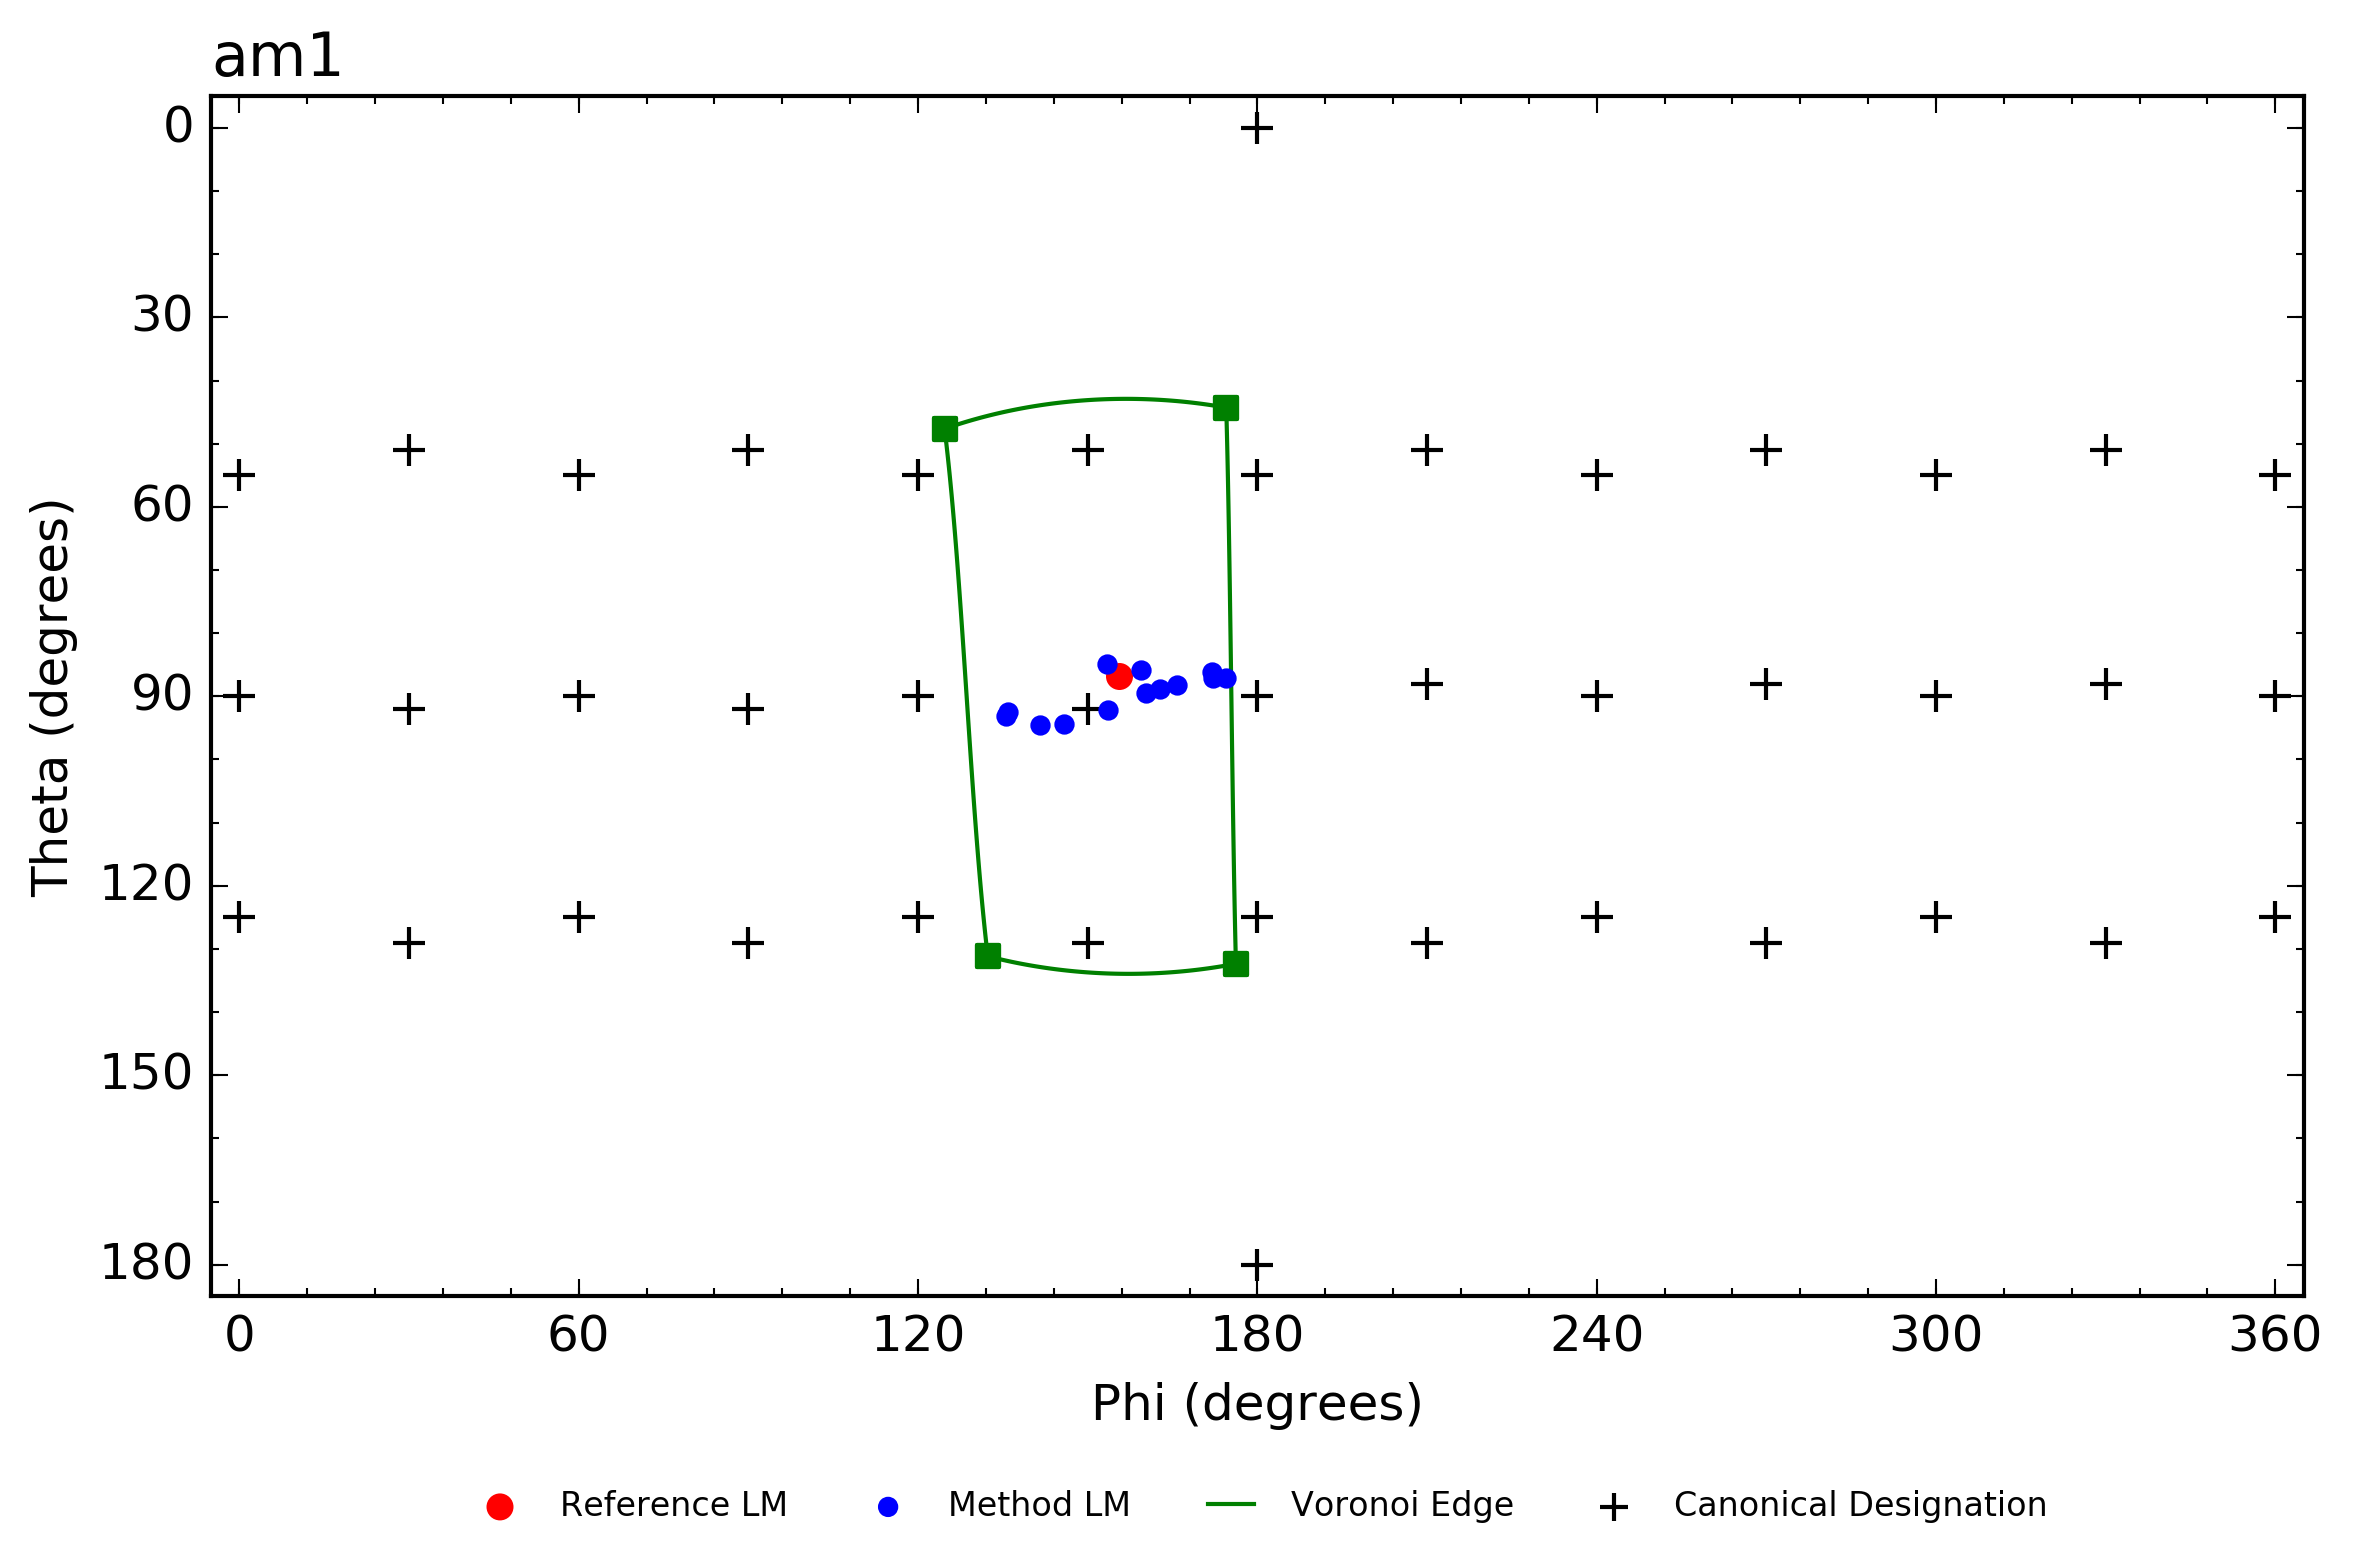 am1
0
30
60
90
120
150
180
Theta (degrees)
0 60 120 180 240 300 360
Phi (degrees)
Reference LM Method LM Voronoi Edge Canonical Designation